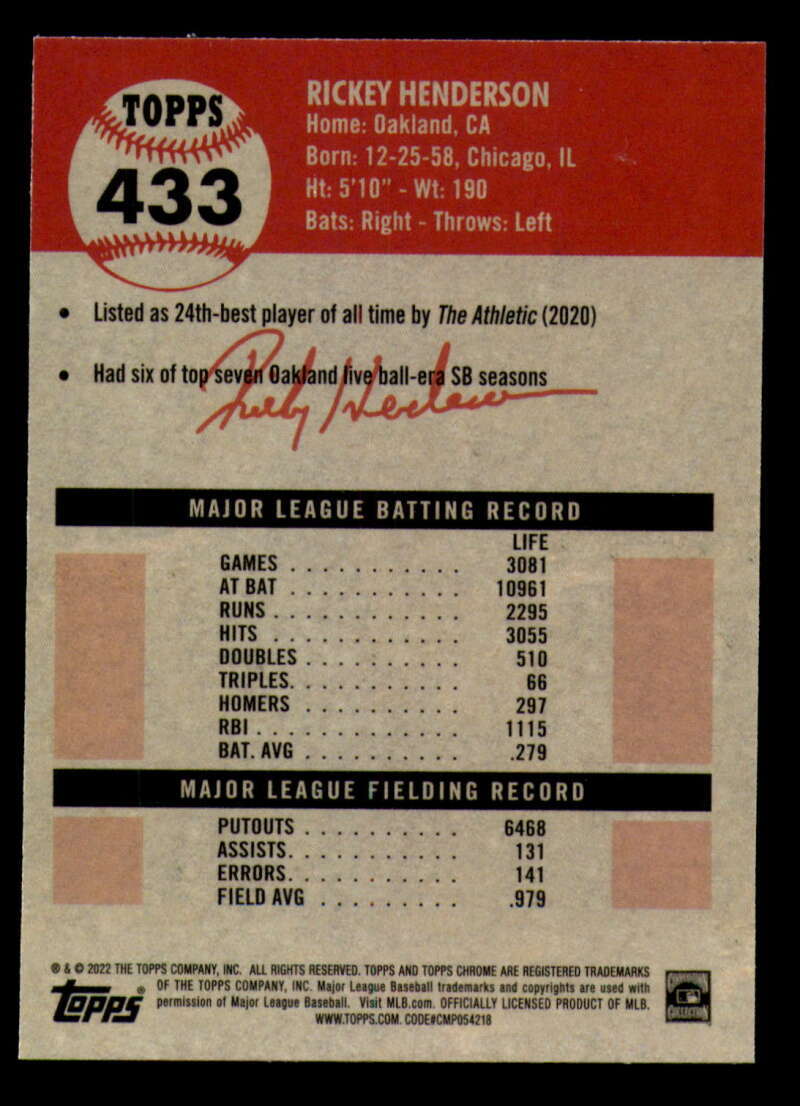 TOPPS
433
RICKEY HENDERSON
Home: Oakland, CA
Born: 12-25-58, Chicago, IL
Ht: 5'10" - Wt: 190
Bats: Right - Throws: Left
• Listed as 24th-best player of all time by The Athletic (2020)
• Had six of top seven Oakland live ball-era SB seasons
Rickey Henderson
MAJOR LEAGUE BATTING RECORD
LIFE
GAMES . . . . . . . . . . . 3081
AT BAT . . . . . . . . . . . 10961
RUNS . . . . . . . . . . . . 2295
HITS . . . . . . . . . . . . 3055
DOUBLES . . . . . . . . . . 510
TRIPLES. . . . . . . . . . . 66
HOMERS . . . . . . . . . . 297
RBI . . . . . . . . . . . . . 1115
BAT. AVG . . . . . . . . . . .279
MAJOR LEAGUE FIELDING RECORD
PUTOUTS . . . . . . . . . . 6468
ASSISTS. . . . . . . . . . . 131
ERRORS. . . . . . . . . . . 141
FIELD AVG . . . . . . . . . .979
® & © 2022 THE TOPPS COMPANY, INC. ALL RIGHTS RESERVED. TOPPS AND TOPPS CHROME ARE REGISTERED TRADEMARKS
OF THE TOPPS COMPANY, INC. Major League Baseball trademarks and copyrights are used with
permission of Major League Baseball. Visit MLB.com. OFFICIALLY LICENSED PRODUCT OF MLB.
WWW.TOPPS.COM. CODE#CMP054218
Topps®
COOPERSTOWN
COLLECTION